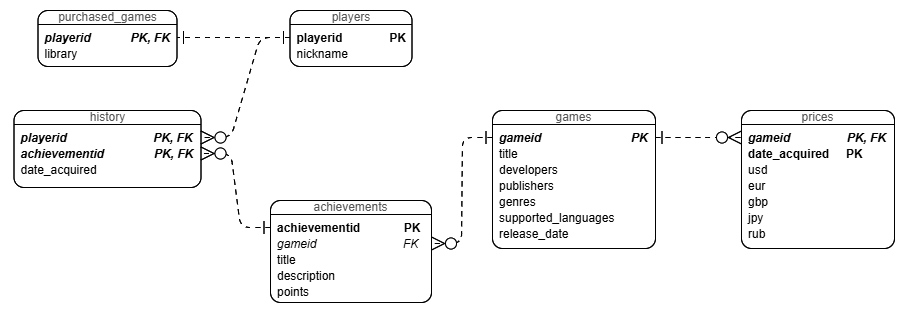 purchased_games
playerid PK, FK
library
players
playerid PK
nickname
history
playerid PK, FK
achievementid PK, FK
date_acquired
achievements
achievementid PK
gameid FK
title
description
points
games
gameid PK
title
developers
publishers
genres
supported_languages
release_date
prices
gameid PK, FK
date_acquired PK
usd
eur
gbp
jpy
rub